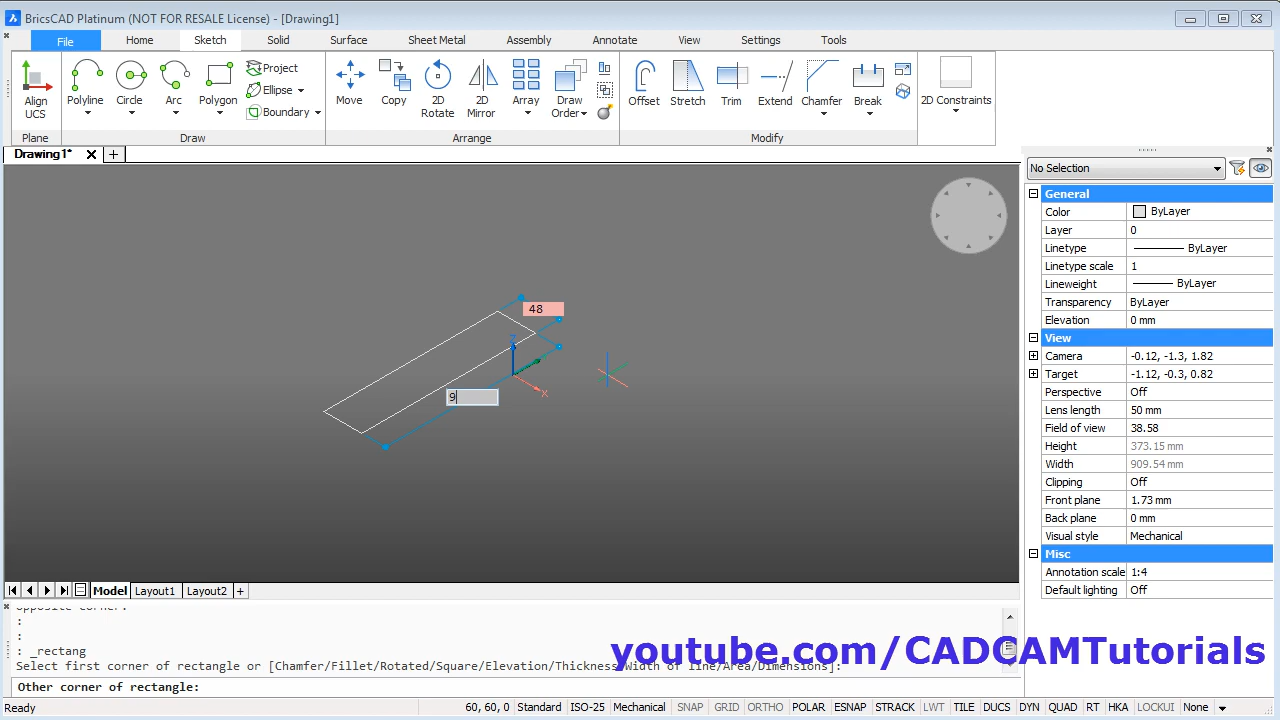 BricsCAD Platinum (NOT FOR RESALE License) - [Drawing1]
File Home Sketch Solid Surface Sheet Metal Assembly Annotate View Settings Tools
Align UCS
Plane
Polyline
Circle
Arc
Polygon
Project
Ellipse
Boundary
Draw
Move
Copy
2D Rotate
2D Mirror
Array
Draw Order
Arrange
Offset
Stretch
Trim
Extend
Chamfer
Break
Modify
2D Constraints
Drawing1*
No Selection
General
Color ByLayer
Layer 0
Linetype ByLayer
Linetype scale 1
Lineweight ByLayer
Transparency ByLayer
Elevation 0 mm
View
Camera -0.12, -1.3, 1.82
Target -1.12, -0.3, 0.82
Perspective Off
Lens length 50 mm
Field of view 38.58
Height 373.15 mm
Width 909.54 mm
Clipping Off
Front plane 1.73 mm
Back plane 0 mm
Visual style Mechanical
Misc
Annotation scale 1:4
Default lighting Off
48
Z
X
9
Model Layout1 Layout2 +
Opposite corner:
:
:
: _rectang
Select first corner of rectangle or [Chamfer/Fillet/Rotated/Square/Elevation/Thickness/Width of line/Area/Dimensions]:
Other corner of rectangle:
youtube.com/CADCAMTutorials
Ready 60, 60, 0 Standard ISO-25 Mechanical SNAP GRID ORTHO POLAR ESNAP STRACK LWT TILE DUCS DYN QUAD RT HKA LOCKUI None